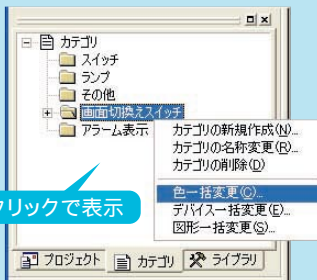 カテゴリ
スイッチ
ランプ
その他
画面切換えスイッチ
アラーム表示
カテゴリの新規作成(N)...
カテゴリの名称変更(R)...
カテゴリの削除(D)
色一括変更(C)...
デバイス一括変更(E)...
図形一括変更(S)...
クリックで表示
プロジェクト カテゴリ ライブラリ